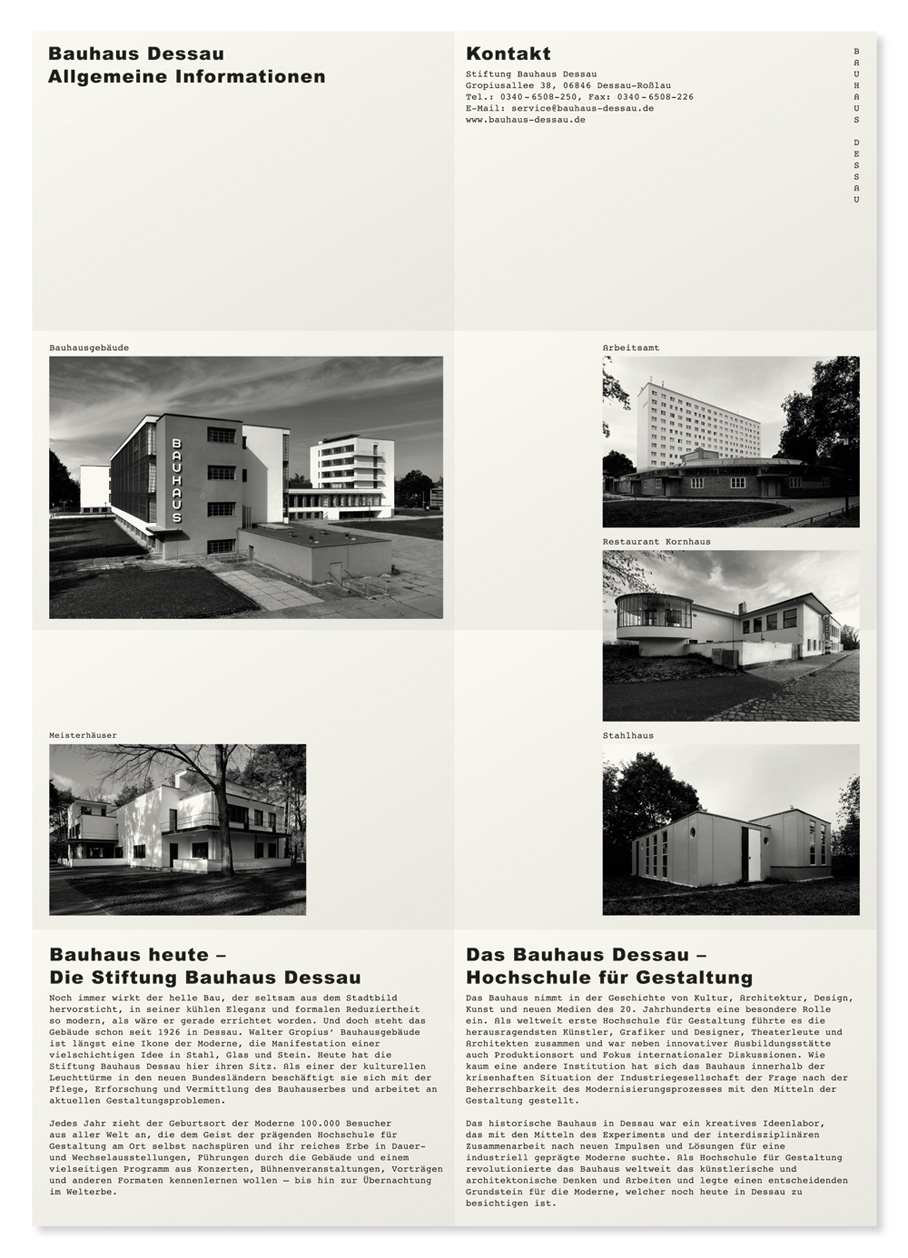 Bauhaus Dessau
Allgemeine Informationen
Kontakt
Stiftung Bauhaus Dessau
Gropiusallee 38, 06846 Dessau-Roßlau
Tel.: 0340-6508-250, Fax: 0340-6508-226
E-Mail: service@bauhaus-dessau.de
www.bauhaus-dessau.de
BAUHAUS DESSAU
Bauhausgebäude
BAUHAUS
Arbeitsamt
Restaurant Kornhaus
Meisterhäuser
Stahlhaus
Bauhaus heute –
Die Stiftung Bauhaus Dessau
Noch immer wirkt der helle Bau, der seltsam aus dem Stadtbild
hervorsticht, in seiner kühlen Eleganz und formalen Reduziertheit
so modern, als wäre er gerade errichtet worden. Und doch steht das
Gebäude schon seit 1926 in Dessau. Walter Gropius' Bauhausgebäude
ist längst eine Ikone der Moderne, die Manifestation einer
vielschichtigen Idee in Stahl, Glas und Stein. Heute hat die
Stiftung Bauhaus Dessau hier ihren Sitz. Als einer der kulturellen
Leuchttürme in den neuen Bundesländern beschäftigt sie sich mit der
Pflege, Erforschung und Vermittlung des Bauhauserbes und arbeitet an
aktuellen Gestaltungsproblemen.
Jedes Jahr zieht der Geburtsort der Moderne 100.000 Besucher
aus aller Welt an, die dem Geist der prägenden Hochschule für
Gestaltung am Ort selbst nachspüren und ihr reiches Erbe in Dauer-
und Wechselausstellungen, Führungen durch die Gebäude und einem
vielseitigen Programm aus Konzerten, Bühnenveranstaltungen, Vorträgen
und anderen Formaten kennenlernen wollen – bis hin zur Übernachtung
im Welterbe.
Das Bauhaus Dessau –
Hochschule für Gestaltung
Das Bauhaus nimmt in der Geschichte von Kultur, Architektur, Design,
Kunst und neuen Medien des 20. Jahrhunderts eine besondere Rolle
ein. Als weltweit erste Hochschule für Gestaltung führte es die
herausragendsten Künstler, Grafiker und Designer, Theaterleute und
Architekten zusammen und war neben innovativer Ausbildungsstätte
auch Produktionsort und Fokus internationaler Diskussionen. Wie
kaum eine andere Institution hat sich das Bauhaus innerhalb der
krisenhaften Situation der Industriegesellschaft der Frage nach der
Beherrschbarkeit des Modernisierungsprozesses mit den Mitteln der
Gestaltung gestellt.
Das historische Bauhaus in Dessau war ein kreatives Ideenlabor,
das mit den Mitteln des Experiments und der interdisziplinären
Zusammenarbeit nach neuen Impulsen und Lösungen für eine
industriell geprägte Moderne suchte. Als Hochschule für Gestaltung
revolutionierte das Bauhaus weltweit das künstlerische und
architektonische Denken und Arbeiten und legte einen entscheidenden
Grundstein für die Moderne, welcher noch heute in Dessau zu
besichtigen ist.